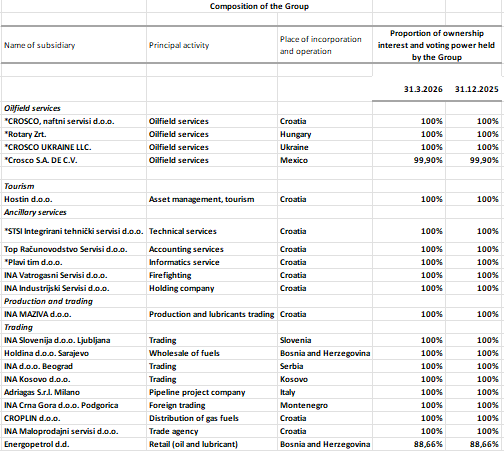 Composition of the Group
Name of subsidiary Principal activity Place of incorporation and operation Proportion of ownership interest and voting power held by the Group
31.3.2026 31.12.2025
Oilfield services
*CROSCO, naftni servisi d.o.o. Oilfield services Croatia 100% 100%
*Rotary Zrt. Oilfield services Hungary 100% 100%
*CROSCO UKRAINE LLC. Oilfield services Ukraine 100% 100%
*Crosco S.A. DE C.V. Oilfield services Mexico 99,90% 99,90%
Tourism
Hostin d.o.o. Asset management, tourism Croatia 100% 100%
Ancillary services
*STSI Integrirani tehnički servisi d.o.o. Technical services Croatia 100% 100%
Top Računovodstvo Servisi d.o.o. Accounting services Croatia 100% 100%
*Plavi tim d.o.o. Informatics service Croatia 100% 100%
INA Vatrogasni Servisi d.o.o. Firefighting Croatia 100% 100%
INA Industrijski Servisi d.o.o. Holding company Croatia 100% 100%
Production and trading
INA MAZIVA d.o.o. Production and lubricants trading Croatia 100% 100%
Trading
INA Slovenija d.o.o. Ljubljana Trading Slovenia 100% 100%
Holdina d.o.o. Sarajevo Wholesale of fuels Bosnia and Herzegovina 100% 100%
INA d.o.o. Beograd Trading Serbia 100% 100%
INA Kosovo d.o.o. Trading Kosovo 100% 100%
Adriagas S.r.l. Milano Pipeline project company Italy 100% 100%
INA Crna Gora d.o.o. Podgorica Foreign trading Montenegro 100% 100%
CROPLIN d.o.o. Distribution of gas fuels Croatia 100% 100%
INA Maloprodajni servisi d.o.o. Trade agency Croatia 100% 100%
Energopetrol d.d. Retail (oil and lubricant) Bosnia and Herzegovina 88,66% 88,66%